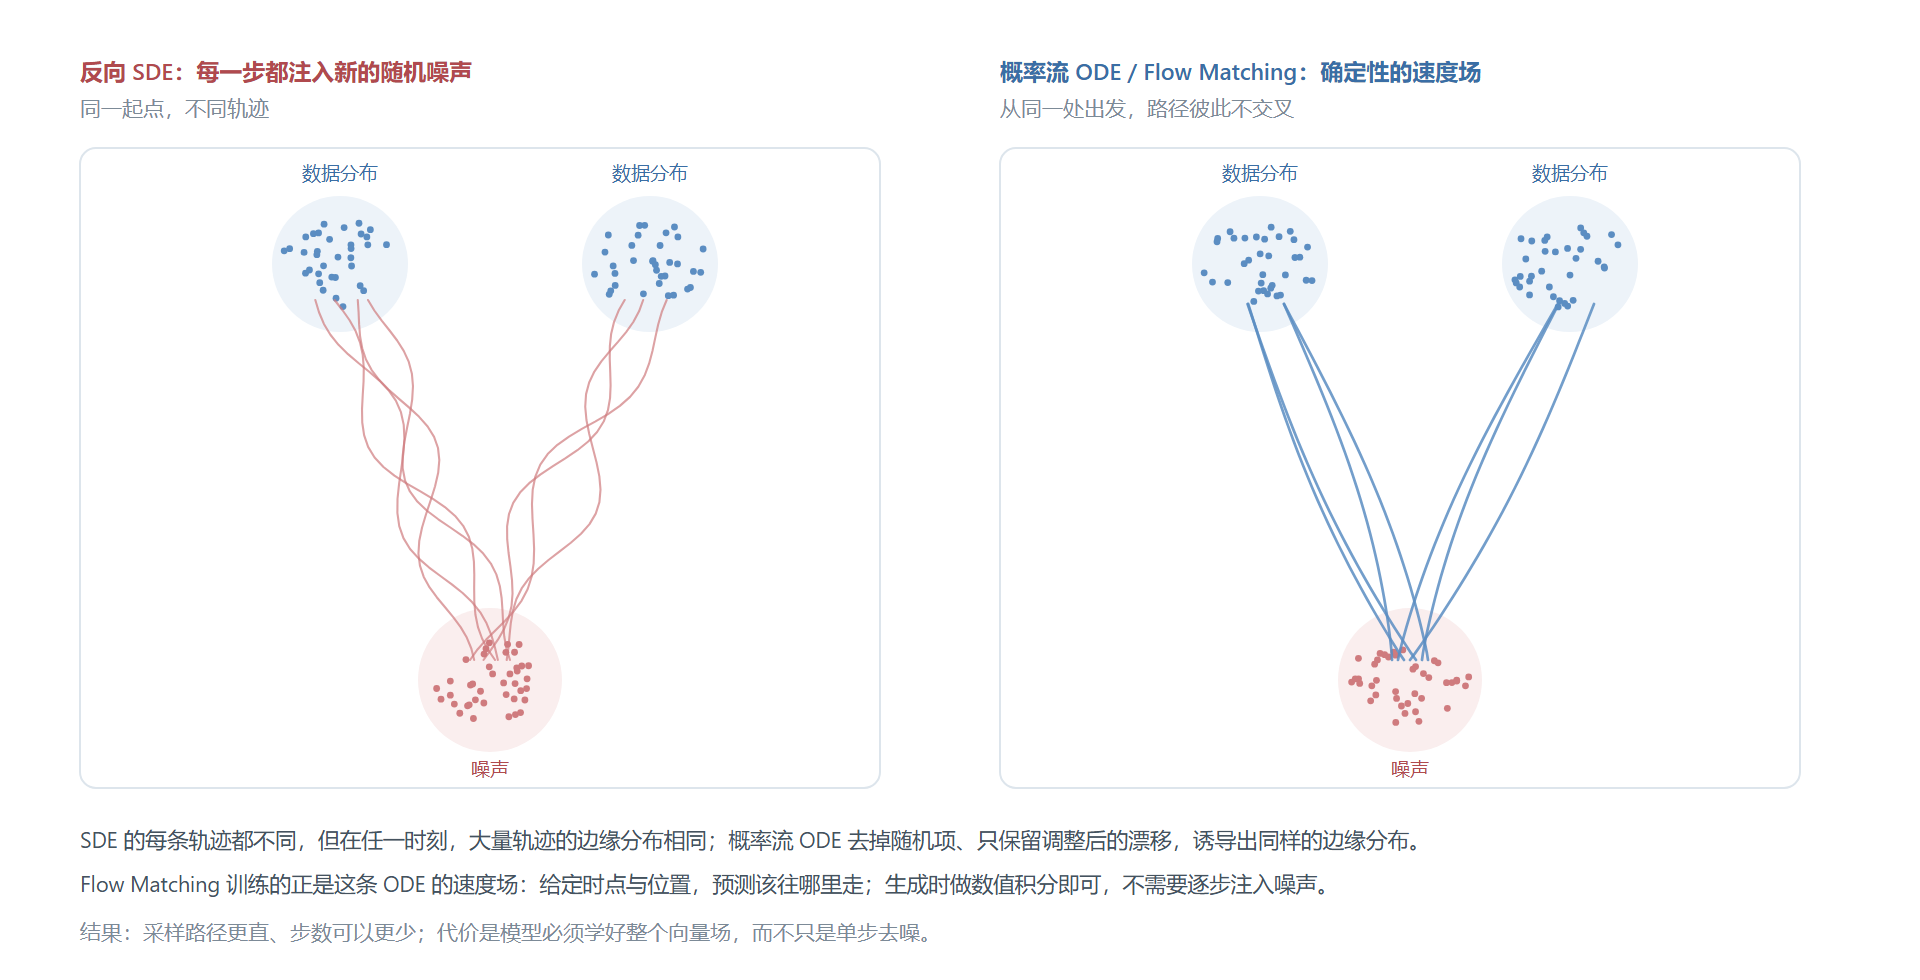 反向 SDE：每一步都注入新的随机噪声
同一起点，不同轨迹
数据分布
数据分布
噪声
概率流 ODE / Flow Matching：确定性的速度场
从同一处出发，路径彼此不交叉
数据分布
数据分布
噪声
SDE 的每条轨迹都不同，但在任一时刻，大量轨迹的边缘分布相同；概率流 ODE 去掉随机项、只保留调整后的漂移，诱导出同样的边缘分布。
Flow Matching 训练的正是这条 ODE 的速度场：给定时点与位置，预测该往哪里走；生成时做数值积分即可，不需要逐步注入噪声。
结果：采样路径更直、步数可以更少；代价是模型必须学好整个向量场，而不只是单步去噪。